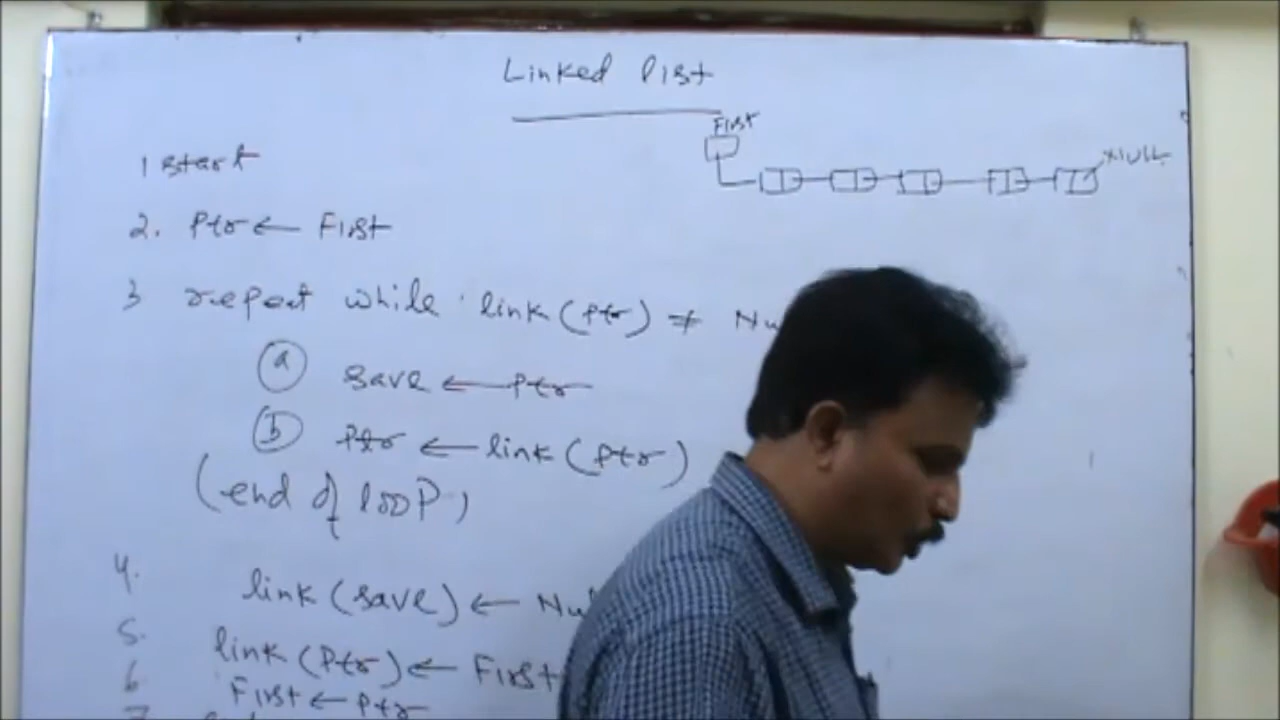 Linked list
First
NULL
1 start
2. Ptr ← First
3 repeat while link(Ptr) ≠ Nu
(a) save ← Ptr
(b) Ptr ← link(Ptr)
(end of loop)
4. link(save) ← Nu
5. link(Ptr) ← First
6 First ← Ptr
7.